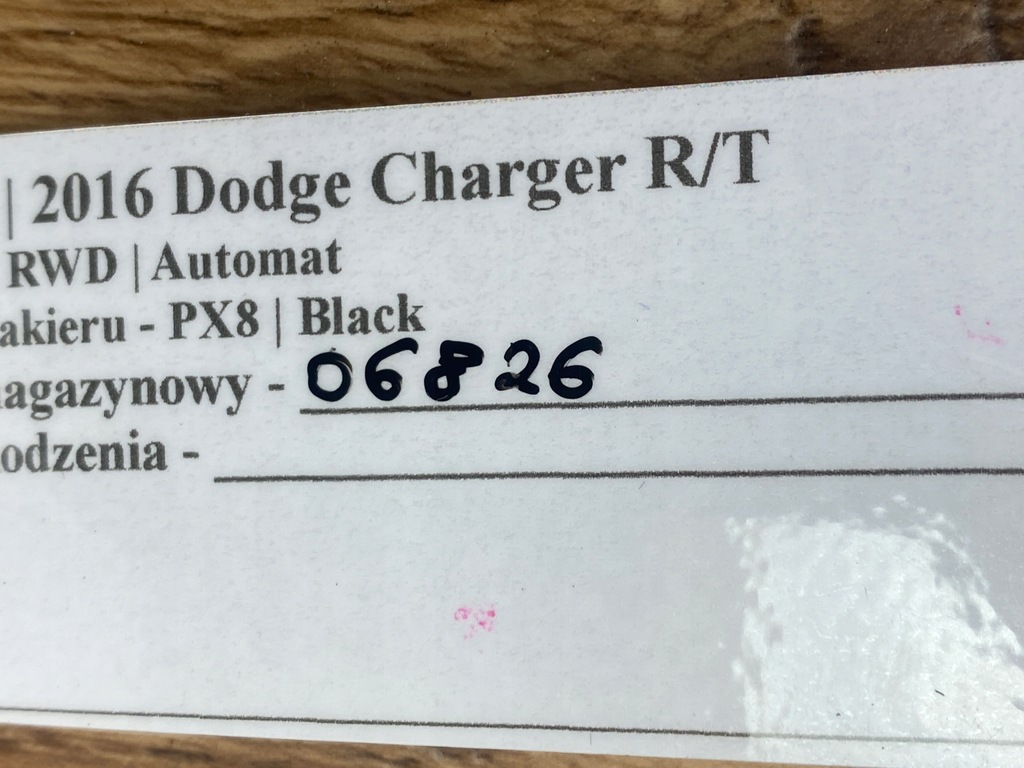 | 2016 Dodge Charger R/T
RWD | Automat
akieru - PX8 | Black
agazynowy - 06826
odzenia -